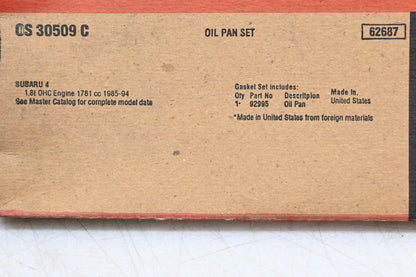 OS 30509 C
OIL PAN SET
62687
SUBARU 4
1.8l OHC Engine 1781 cc 1985-94
See Master Catalog for complete model data
Gasket Set includes:
Qty Part No Descritpion Made in,
1* 82995 Oil Pan United States
*Made in United States from foreign materials